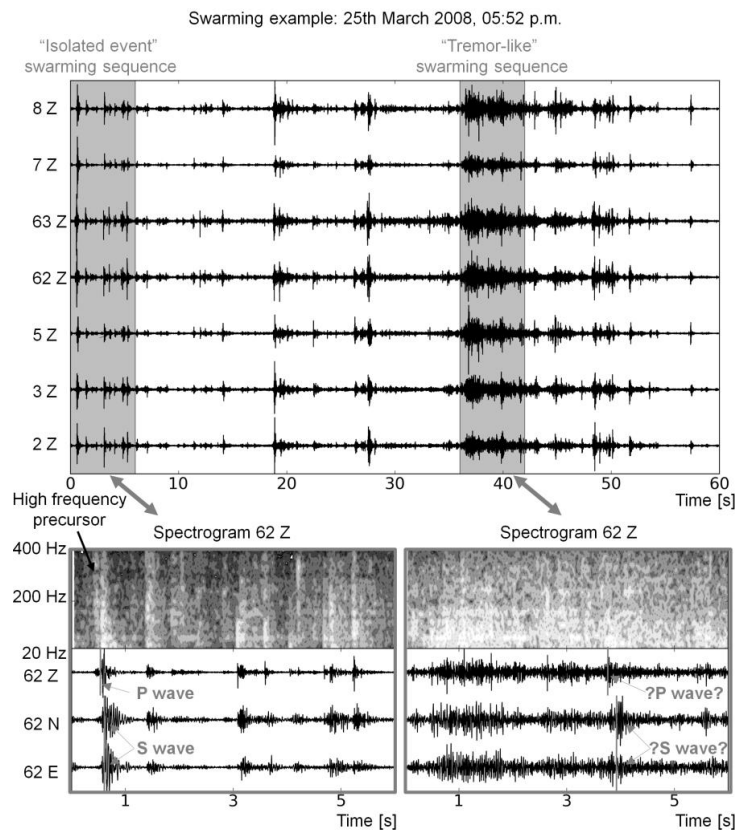 Swarming example: 25th March 2008, 05:52 p.m.
“Isolated event” swarming sequence
“Tremor-like” swarming sequence
8 Z
7 Z
63 Z
62 Z
5 Z
3 Z
2 Z
0 10 20 30 40 50 60
Time [s]
High frequency precursor
Spectrogram 62 Z
Spectrogram 62 Z
400 Hz
200 Hz
20 Hz
62 Z
P wave
?P wave?
62 N
S wave
?S wave?
62 E
1 3 5
1 3 5
Time [s]
Time [s]